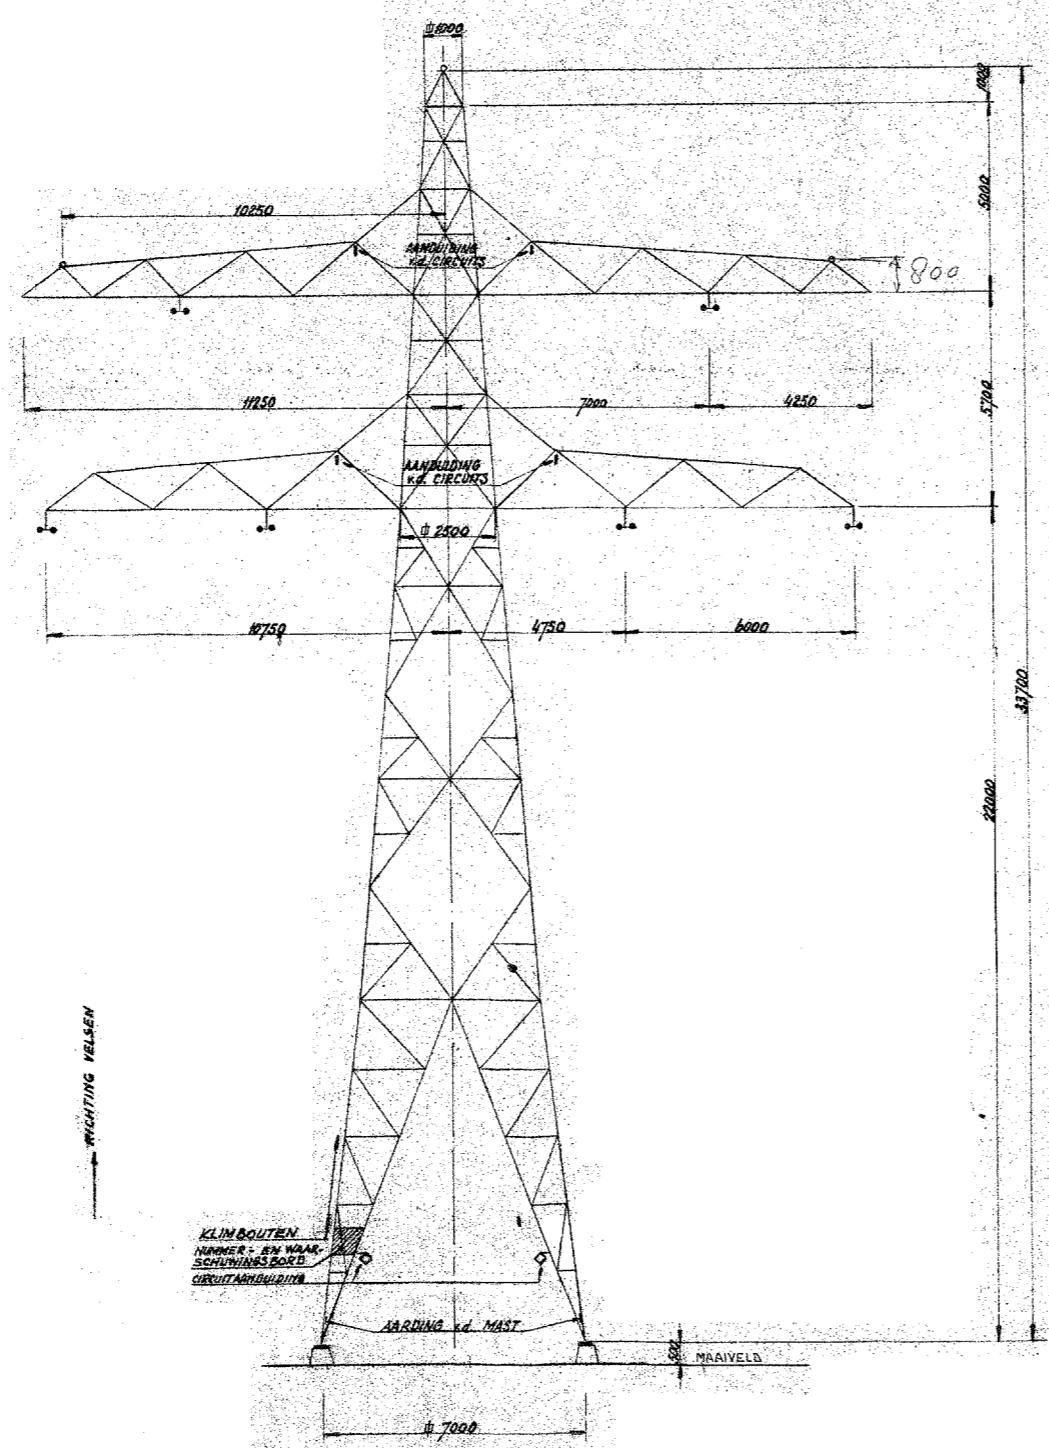 ⌀1000
1000
10250
5000
AANDUIDING
v.d. CIRCUITS
800
11250
7000
4250
5700
AANDUIDING
v.d. CIRCUITS
⌀ 2500
10750
4750
6000
33700
22000
RICHTING VELSEN
KLIMBOUTEN
NUMMER- EN WAAR-
SCHUWINGSBORD
CIRCUITAANDUIDING
AARDING v.d. MAST
500
MAAIVELD
⌀ 7000